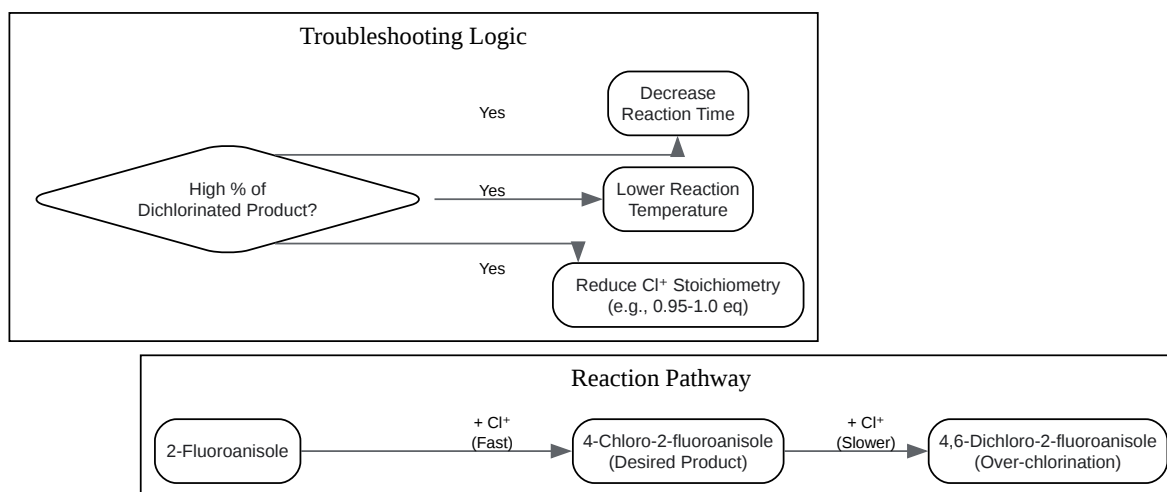 Troubleshooting Logic
Decrease
Reaction Time
Yes
High % of
Dichlorinated Product?
Yes
Lower Reaction
Temperature
Yes
Reduce Cl⁺ Stoichiometry
(e.g., 0.95-1.0 eq)
Reaction Pathway
2-Fluoroanisole
+ Cl⁺
(Fast)
4-Chloro-2-fluoroanisole
(Desired Product)
+ Cl⁺
(Slower)
4,6-Dichloro-2-fluoroanisole
(Over-chlorination)